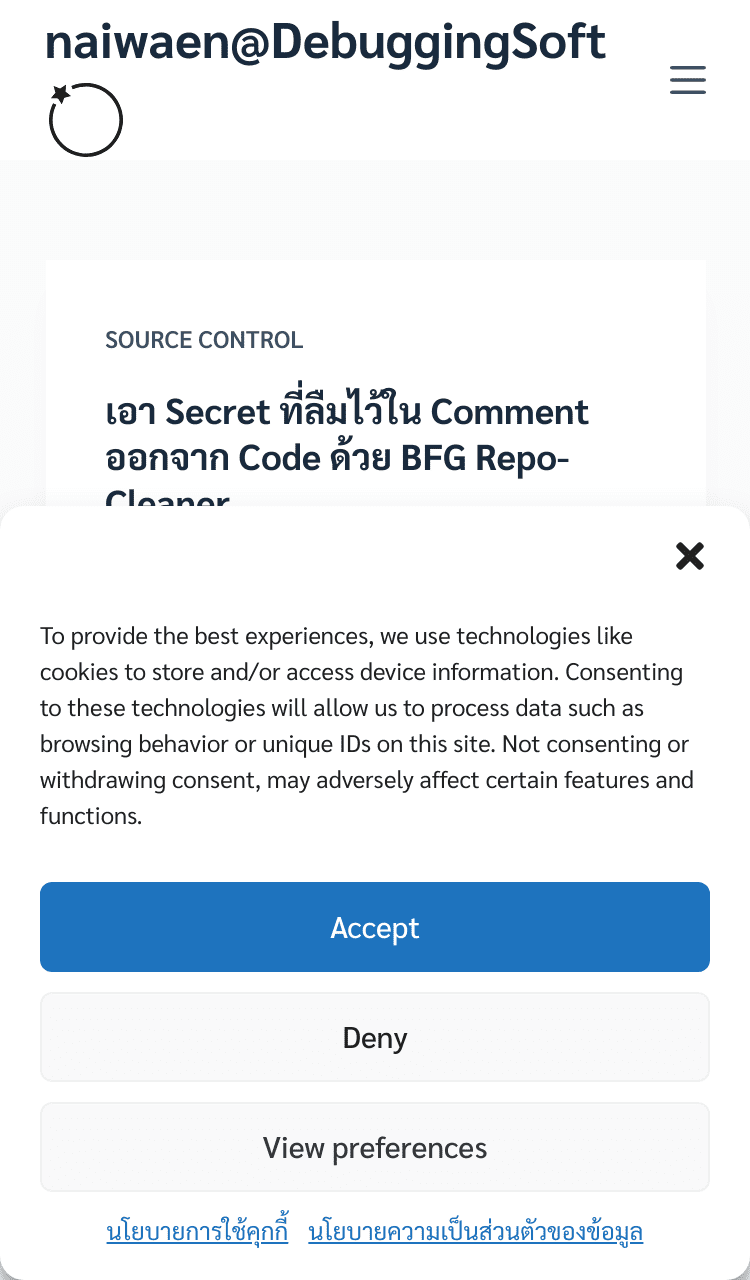 naiwaen@DebuggingSoft
SOURCE CONTROL
เอา Secret ที่ลืมไว้ใน Comment
ออกจาก Code ด้วย BFG Repo-
Cleaner
To provide the best experiences, we use technologies like
cookies to store and/or access device information. Consenting
to these technologies will allow us to process data such as
browsing behavior or unique IDs on this site. Not consenting or
withdrawing consent, may adversely affect certain features and
functions.
Accept
Deny
View preferences
นโยบายการใช้คุกกี้ นโยบายความเป็นส่วนตัวของข้อมูล